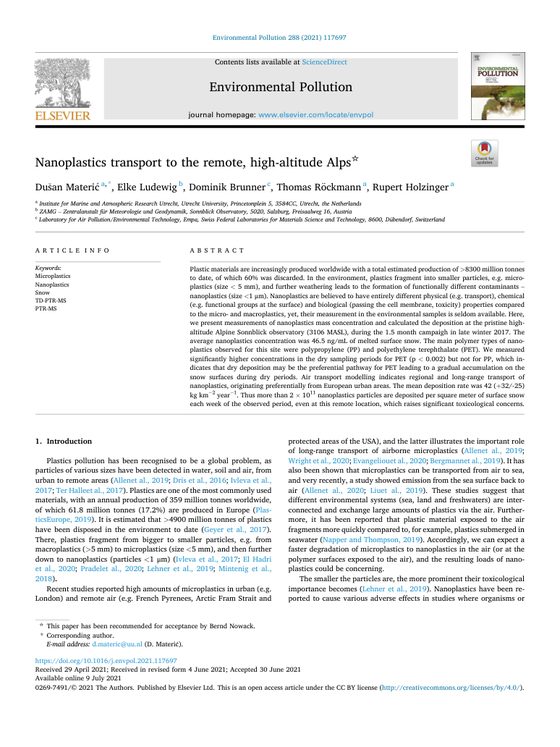 Environmental Pollution 288 (2021) 117697
Contents lists available at ScienceDirect
Environmental Pollution
journal homepage: www.elsevier.com/locate/envpol
ELSEVIER
ENVIRONMENTAL
POLLUTION
Check for
updates
Nanoplastics transport to the remote, high-altitude Alps☆
Dušan Materić a,*, Elke Ludewig b, Dominik Brunner c, Thomas Röckmann a, Rupert Holzinger a
a Institute for Marine and Atmospheric Research Utrecht, Utrecht University, Princetonplein 5, 3584CC, Utrecht, the Netherlands
b ZAMG – Zentralanstalt für Meteorologie und Geodynamik, Sonnblick Observatory, 5020, Salzburg, Freisaalweg 16, Austria
c Laboratory for Air Pollution/Environmental Technology, Empa, Swiss Federal Laboratories for Materials Science and Technology, 8600, Dübendorf, Switzerland
ARTICLE INFO
Keywords:
Microplastics
Nanoplastics
Snow
TD-PTR-MS
PTR-MS
ABSTRACT
Plastic materials are increasingly produced worldwide with a total estimated production of >8300 million tonnes
to date, of which 60% was discarded. In the environment, plastics fragment into smaller particles, e.g. micro-
plastics (size < 5 mm), and further weathering leads to the formation of functionally different contaminants –
nanoplastics (size <1 μm). Nanoplastics are believed to have entirely different physical (e.g. transport), chemical
(e.g. functional groups at the surface) and biological (passing the cell membrane, toxicity) properties compared
to the micro- and macroplastics, yet, their measurement in the environmental samples is seldom available. Here,
we present measurements of nanoplastics mass concentration and calculated the deposition at the pristine high-
altitude Alpine Sonnblick observatory (3106 MASL), during the 1.5 month campaign in late winter 2017. The
average nanoplastics concentration was 46.5 ng/mL of melted surface snow. The main polymer types of nano-
plastics observed for this site were polypropylene (PP) and polyethylene terephthalate (PET). We measured
significantly higher concentrations in the dry sampling periods for PET (p < 0.002) but not for PP, which in-
dicates that dry deposition may be the preferential pathway for PET leading to a gradual accumulation on the
snow surfaces during dry periods. Air transport modelling indicates regional and long-range transport of
nanoplastics, originating preferentially from European urban areas. The mean deposition rate was 42 (+32/-25)
kg km−2 year−1. Thus more than 2 × 10^11 nanoplastics particles are deposited per square meter of surface snow
each week of the observed period, even at this remote location, which raises significant toxicological concerns.
1. Introduction
Plastic pollution has been recognised to be a global problem, as
particles of various sizes have been detected in water, soil and air, from
urban to remote areas (Allenet al., 2019; Dris et al., 2016; Ivleva et al.,
2017; Ter Halleet al., 2017). Plastics are one of the most commonly used
materials, with an annual production of 359 million tonnes worldwide,
of which 61.8 million tonnes (17.2%) are produced in Europe (Plas-
ticsEurope, 2019). It is estimated that >4900 million tonnes of plastics
have been disposed in the environment to date (Geyer et al., 2017).
There, plastics fragment from bigger to smaller particles, e.g. from
macroplastics (>5 mm) to microplastics (size <5 mm), and then further
down to nanoplastics (particles <1 μm) (Ivleva et al., 2017; El Hadri
et al., 2020; Pradelet al., 2020; Lehner et al., 2019; Mintenig et al.,
2018).
Recent studies reported high amounts of microplastics in urban (e.g.
London) and remote air (e.g. French Pyrenees, Arctic Fram Strait and
protected areas of the USA), and the latter illustrates the important role
of long-range transport of airborne microplastics (Allenet al., 2019;
Wright et al., 2020; Evangeliouet al., 2020; Bergmannet al., 2019). It has
also been shown that microplastics can be transported from air to sea,
and very recently, a study showed emission from the sea surface back to
air (Allenet al., 2020; Liuet al., 2019). These studies suggest that
different environmental systems (sea, land and freshwaters) are inter-
connected and exchange large amounts of plastics via the air. Further-
more, it has been reported that plastic material exposed to the air
fragments more quickly compared to, for example, plastics submerged in
seawater (Napper and Thompson, 2019). Accordingly, we can expect a
faster degradation of microplastics to nanoplastics in the air (or at the
polymer surfaces exposed to the air), and the resulting loads of nano-
plastics could be concerning.
The smaller the particles are, the more prominent their toxicological
importance becomes (Lehner et al., 2019). Nanoplastics have been re-
ported to cause various adverse effects in studies where organisms or
☆ This paper has been recommended for acceptance by Bernd Nowack.
* Corresponding author.
E-mail address: d.materic@uu.nl (D. Materić).
https://doi.org/10.1016/j.envpol.2021.117697
Received 29 April 2021; Received in revised form 4 June 2021; Accepted 30 June 2021
Available online 9 July 2021
0269-7491/© 2021 The Authors. Published by Elsevier Ltd. This is an open access article under the CC BY license (http://creativecommons.org/licenses/by/4.0/).